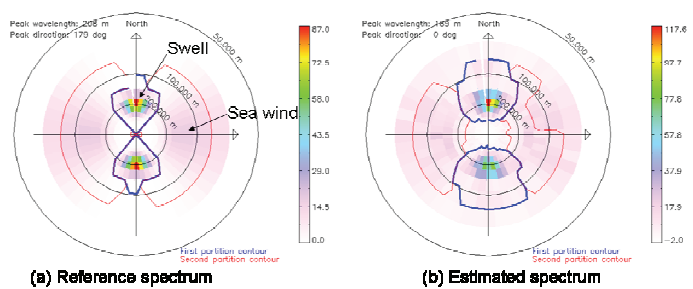 Peak wavelength: 208 m
Peak direction: 179 deg
North
50.000 m
100.000 m
200.000 m
Swell
Sea wind
87.0
72.5
58.0
43.5
29.0
14.5
0.0
First partition contour
Second partition contour
(a) Reference spectrum
Peak wavelength: 189 m
Peak direction: 0 deg
North
50.000 m
100.000 m
200.000 m
117.6
97.7
77.8
57.8
37.9
17.9
-2.0
First partition contour
Second partition contour
(b) Estimated spectrum